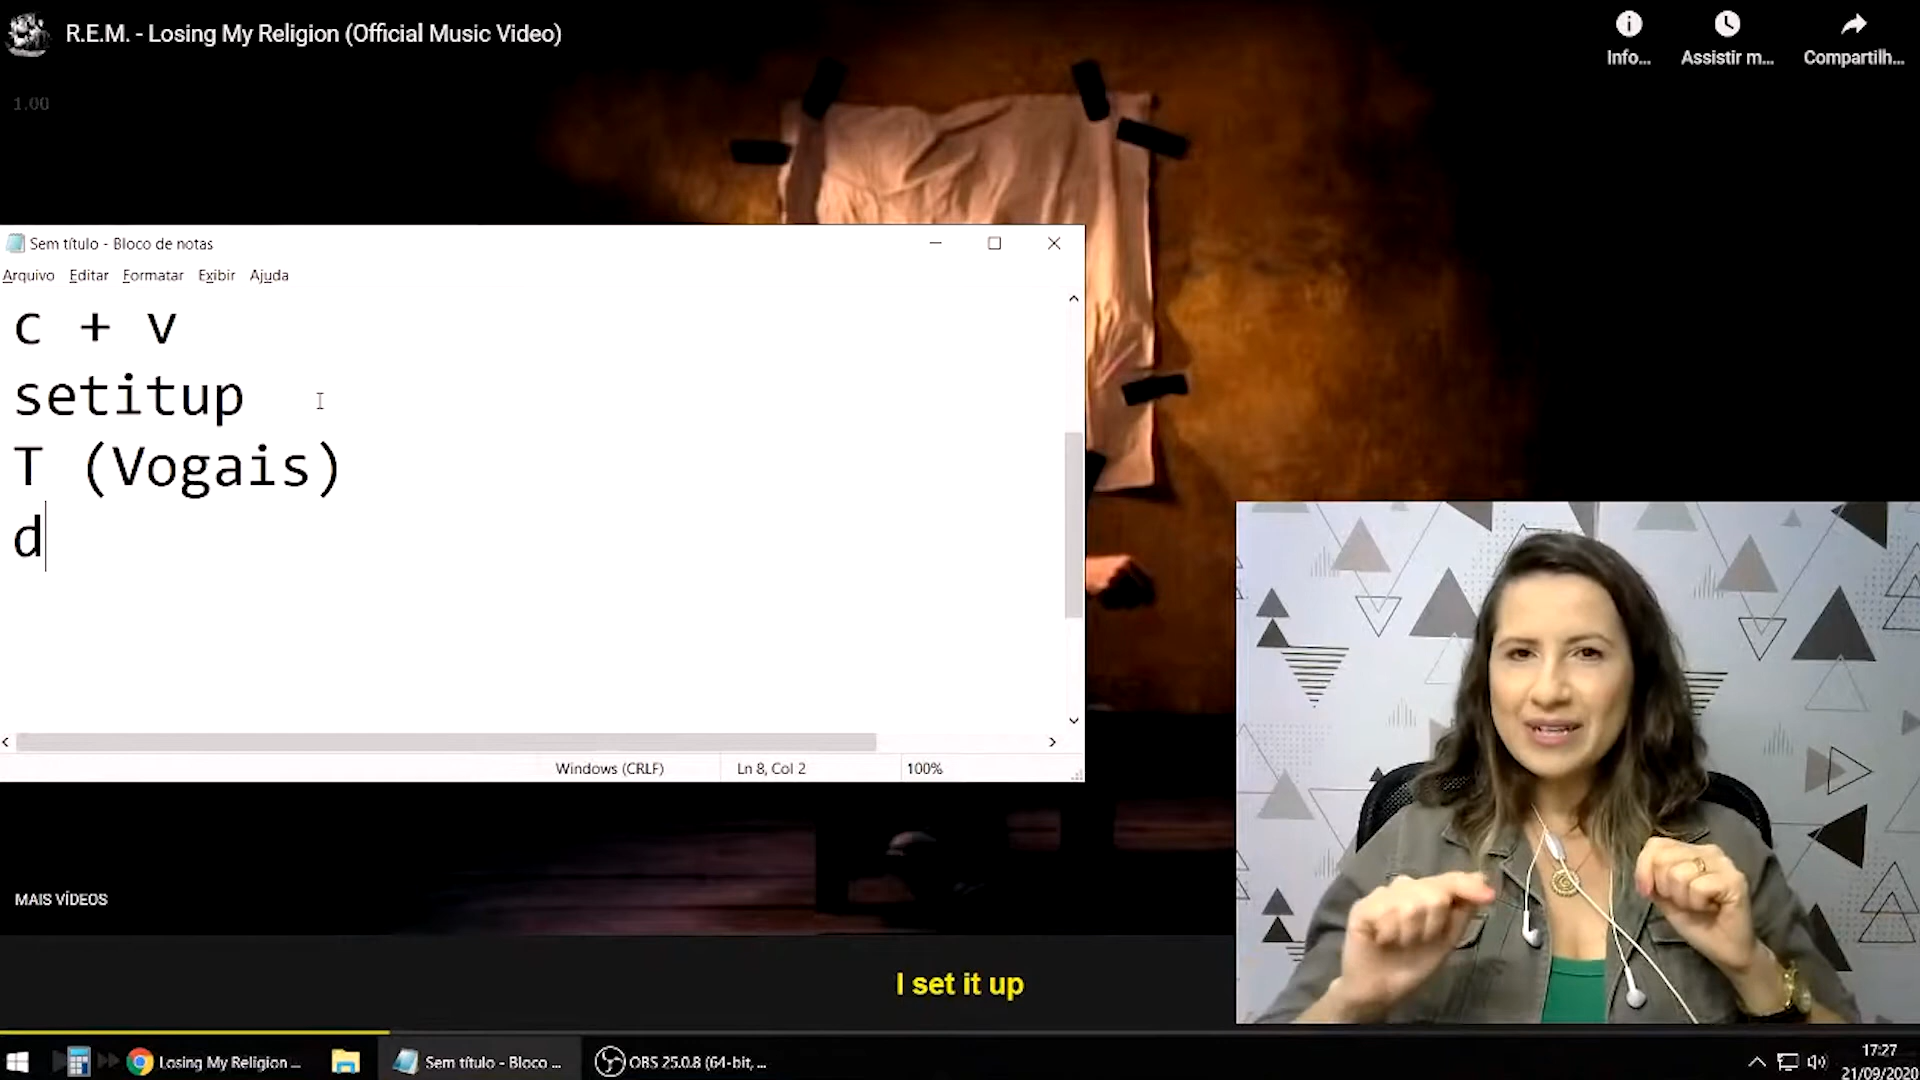 R.E.M. - Losing My Religion (Official Music Video)
Info...
Assistir m...
Compartilh...
1.00
Sem título - Bloco de notas
Arquivo Editar Formatar Exibir Ajuda
c + v
setitup
T (Vogais)
d
Windows (CRLF)
Ln 8, Col 2
100%
MAIS VÍDEOS
I set it up
Losing My Religion ...
Sem título - Bloco ...
OBS 25.0.8 (64-bit, ...
17:27
21/09/2020